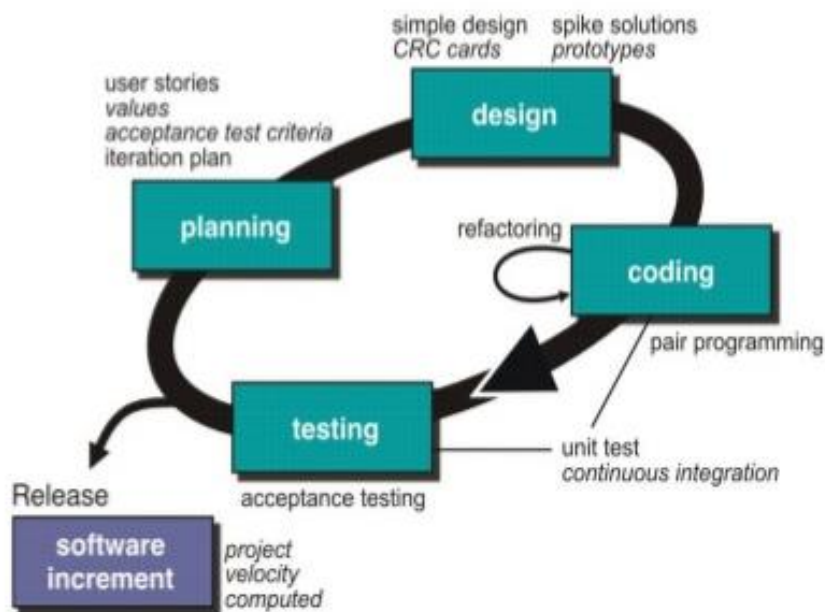 simple design
CRC cards
spike solutions
prototypes
user stories
values
acceptance test criteria
iteration plan
design
planning
refactoring
coding
pair programming
testing
unit test
continuous integration
acceptance testing
Release
software
increment
project
velocity
computed